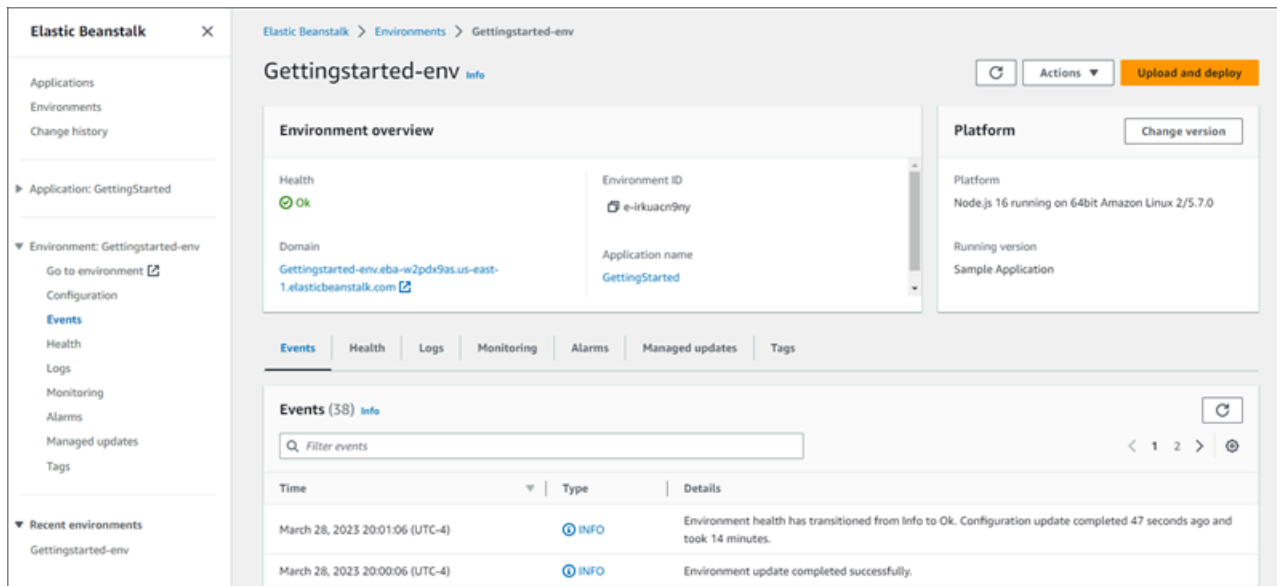 Elastic Beanstalk
Applications
Environments
Change history
Application: GettingStarted
Environment: Gettingstarted-env
Go to environment
Configuration
Events
Health
Logs
Monitoring
Alarms
Managed updates
Tags
Recent environments
Gettingstarted-env
Elastic Beanstalk > Environments > Gettingstarted-env
Gettingstarted-env Info
Actions
Upload and deploy
Environment overview
Health
Ok
Domain
Gettingstarted-env.eba-w2pdx9as.us-east-
1.elasticbeanstalk.com
Environment ID
e-irkuacn9ny
Application name
GettingStarted
Platform
Change version
Platform
Node.js 16 running on 64bit Amazon Linux 2/5.7.0
Running version
Sample Application
Events Health Logs Monitoring Alarms Managed updates Tags
Events (38) Info
Filter events
1 2
Time Type Details
March 28, 2023 20:01:06 (UTC-4) INFO Environment health has transitioned from Info to Ok. Configuration update completed 47 seconds ago and
took 14 minutes.
March 28, 2023 20:00:06 (UTC-4) INFO Environment update completed successfully.